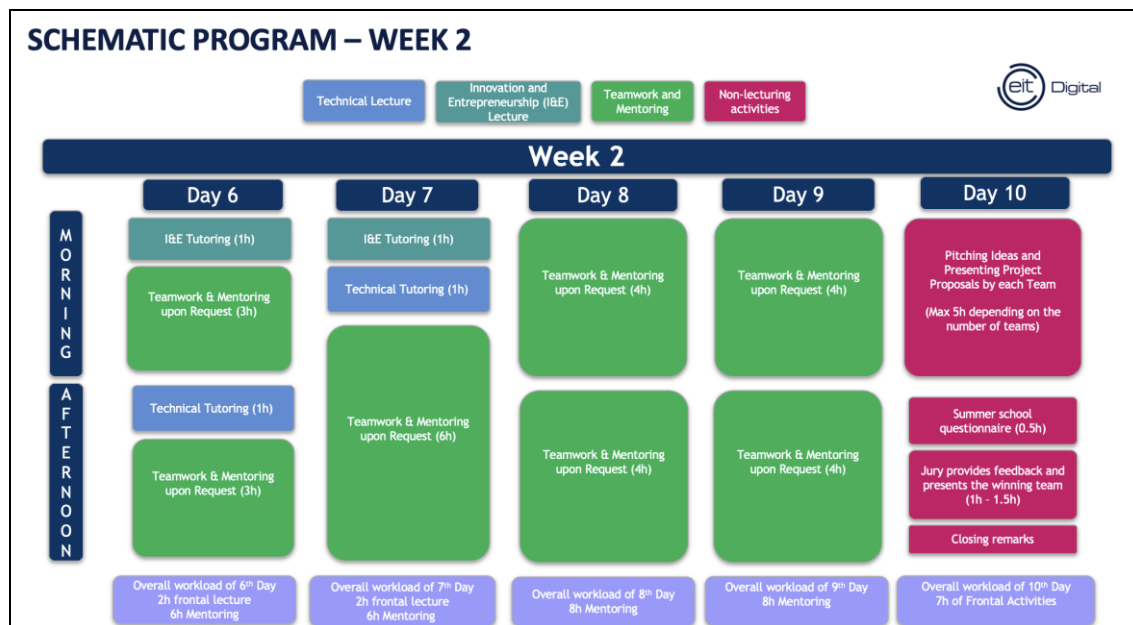 SCHEMATIC PROGRAM – WEEK 2
Technical Lecture
Innovation and
Entrepreneurship (I&E)
Lecture
Teamwork and
Mentoring
Non-lecturing
activities
eit Digital
Week 2
Day 6
Day 7
Day 8
Day 9
Day 10
MORNING
I&E Tutoring (1h)
Teamwork & Mentoring
upon Request (3h)
I&E Tutoring (1h)
Technical Tutoring (1h)
Teamwork & Mentoring
upon Request (4h)
Teamwork & Mentoring
upon Request (4h)
Pitching Ideas and
Presenting Project
Proposals by each Team
(Max 5h depending on the
number of teams)
AFTERNOON
Technical Tutoring (1h)
Teamwork & Mentoring
upon Request (3h)
Teamwork & Mentoring
upon Request (6h)
Teamwork & Mentoring
upon Request (4h)
Teamwork & Mentoring
upon Request (4h)
Summer school
questionnaire (0.5h)
Jury provides feedback and
presents the winning team
(1h - 1.5h)
Closing remarks
Overall workload of 6th Day
2h frontal lecture
6h Mentoring
Overall workload of 7th Day
2h frontal lecture
6h Mentoring
Overall workload of 8th Day
8h Mentoring
Overall workload of 9th Day
8h Mentoring
Overall workload of 10th Day
7h of Frontal Activities